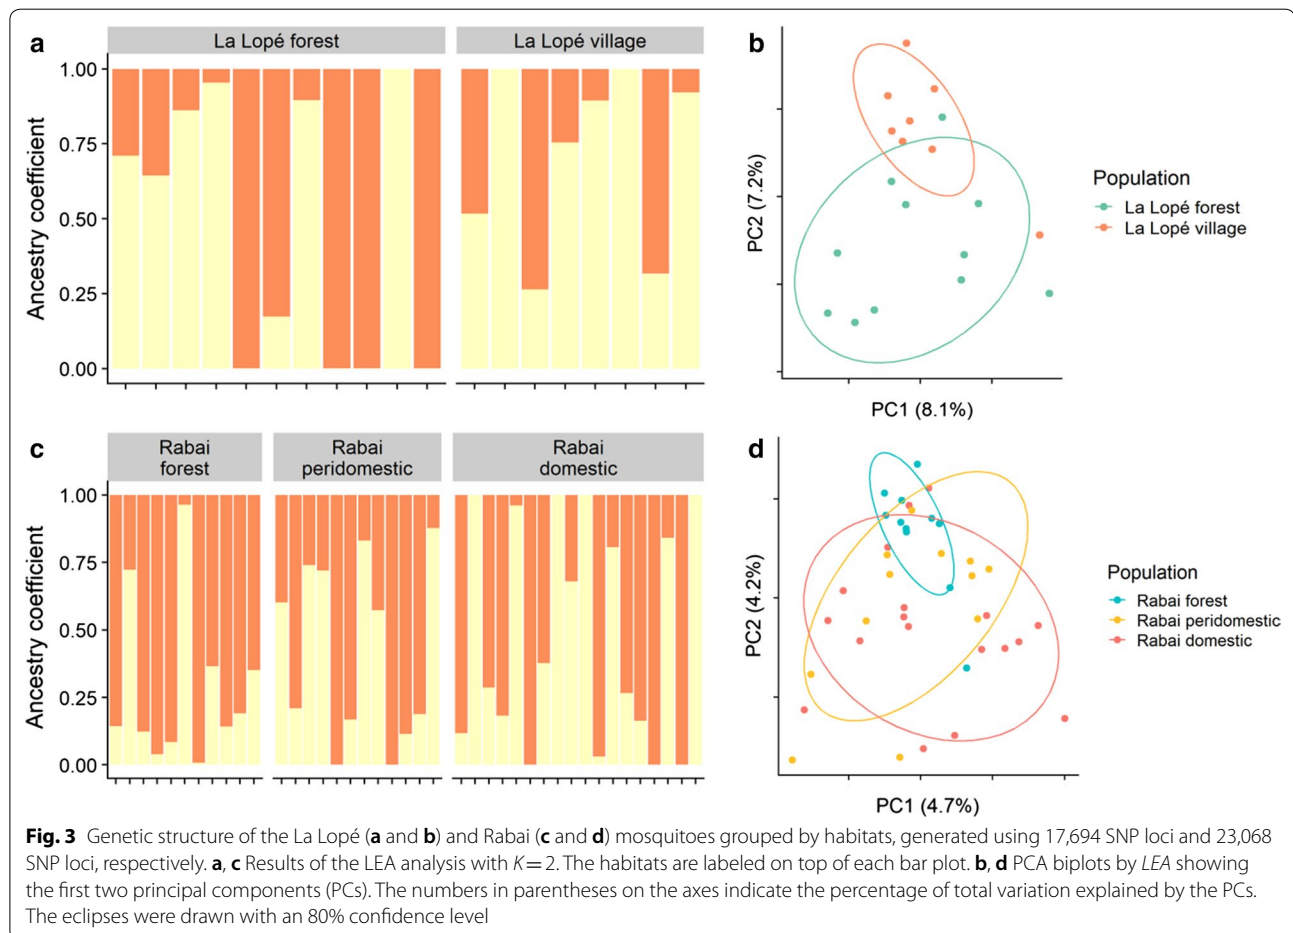 a
La Lopé forest
La Lopé village
1.00
0.75
0.50
0.25
0.00
Ancestry coefficient
b
PC2 (7.2%)
PC1 (8.1%)
Population
La Lopé forest
La Lopé village
c
Rabai
forest
Rabai
peridomestic
Rabai
domestic
1.00
0.75
0.50
0.25
0.00
Ancestry coefficient
d
PC2 (4.2%)
PC1 (4.7%)
Population
Rabai forest
Rabai peridomestic
Rabai domestic
Fig. 3 Genetic structure of the La Lopé (a and b) and Rabai (c and d) mosquitoes grouped by habitats, generated using 17,694 SNP loci and 23,068
SNP loci, respectively. a, c Results of the LEA analysis with K = 2. The habitats are labeled on top of each bar plot. b, d PCA biplots by LEA showing
the first two principal components (PCs). The numbers in parentheses on the axes indicate the percentage of total variation explained by the PCs.
The eclipses were drawn with an 80% confidence level